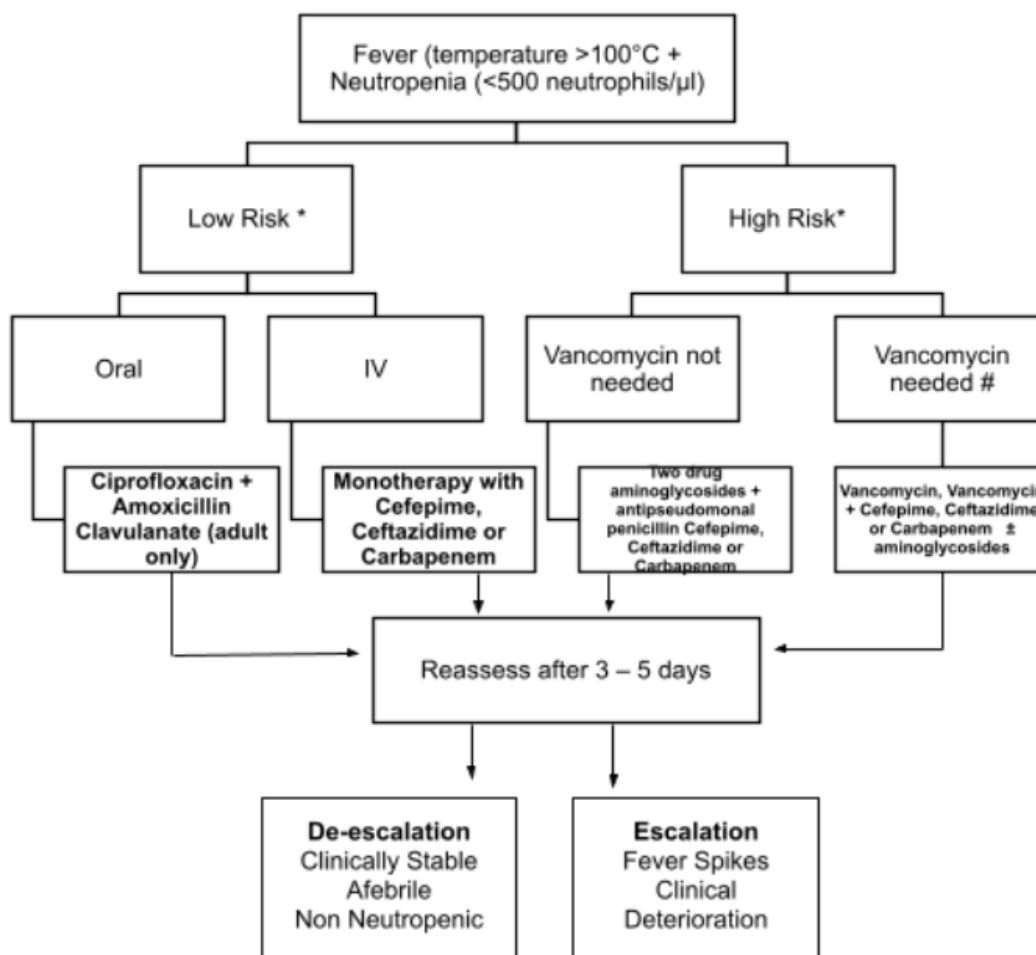 Fever (temperature >100°C +
Neutropenia (<500 neutrophils/µl)
Low Risk *
High Risk*
Oral
IV
Vancomycin not
needed
Vancomycin
needed #
Ciprofloxacin +
Amoxicillin
Clavulanate (adult
only)
Monotherapy with
Cefepime,
Ceftazidime or
Carbapenem
Two drug
aminoglycosides +
antipseudomonal
penicillin Cefepime,
Ceftazidime or
Carbapenem
Vancomycin, Vancomycin
+ Cefepime, Ceftazidime
or Carbapenem ±
aminoglycosides
Reassess after 3 – 5 days
De-escalation
Clinically Stable
Afebrile
Non Neutropenic
Escalation
Fever Spikes
Clinical
Deterioration